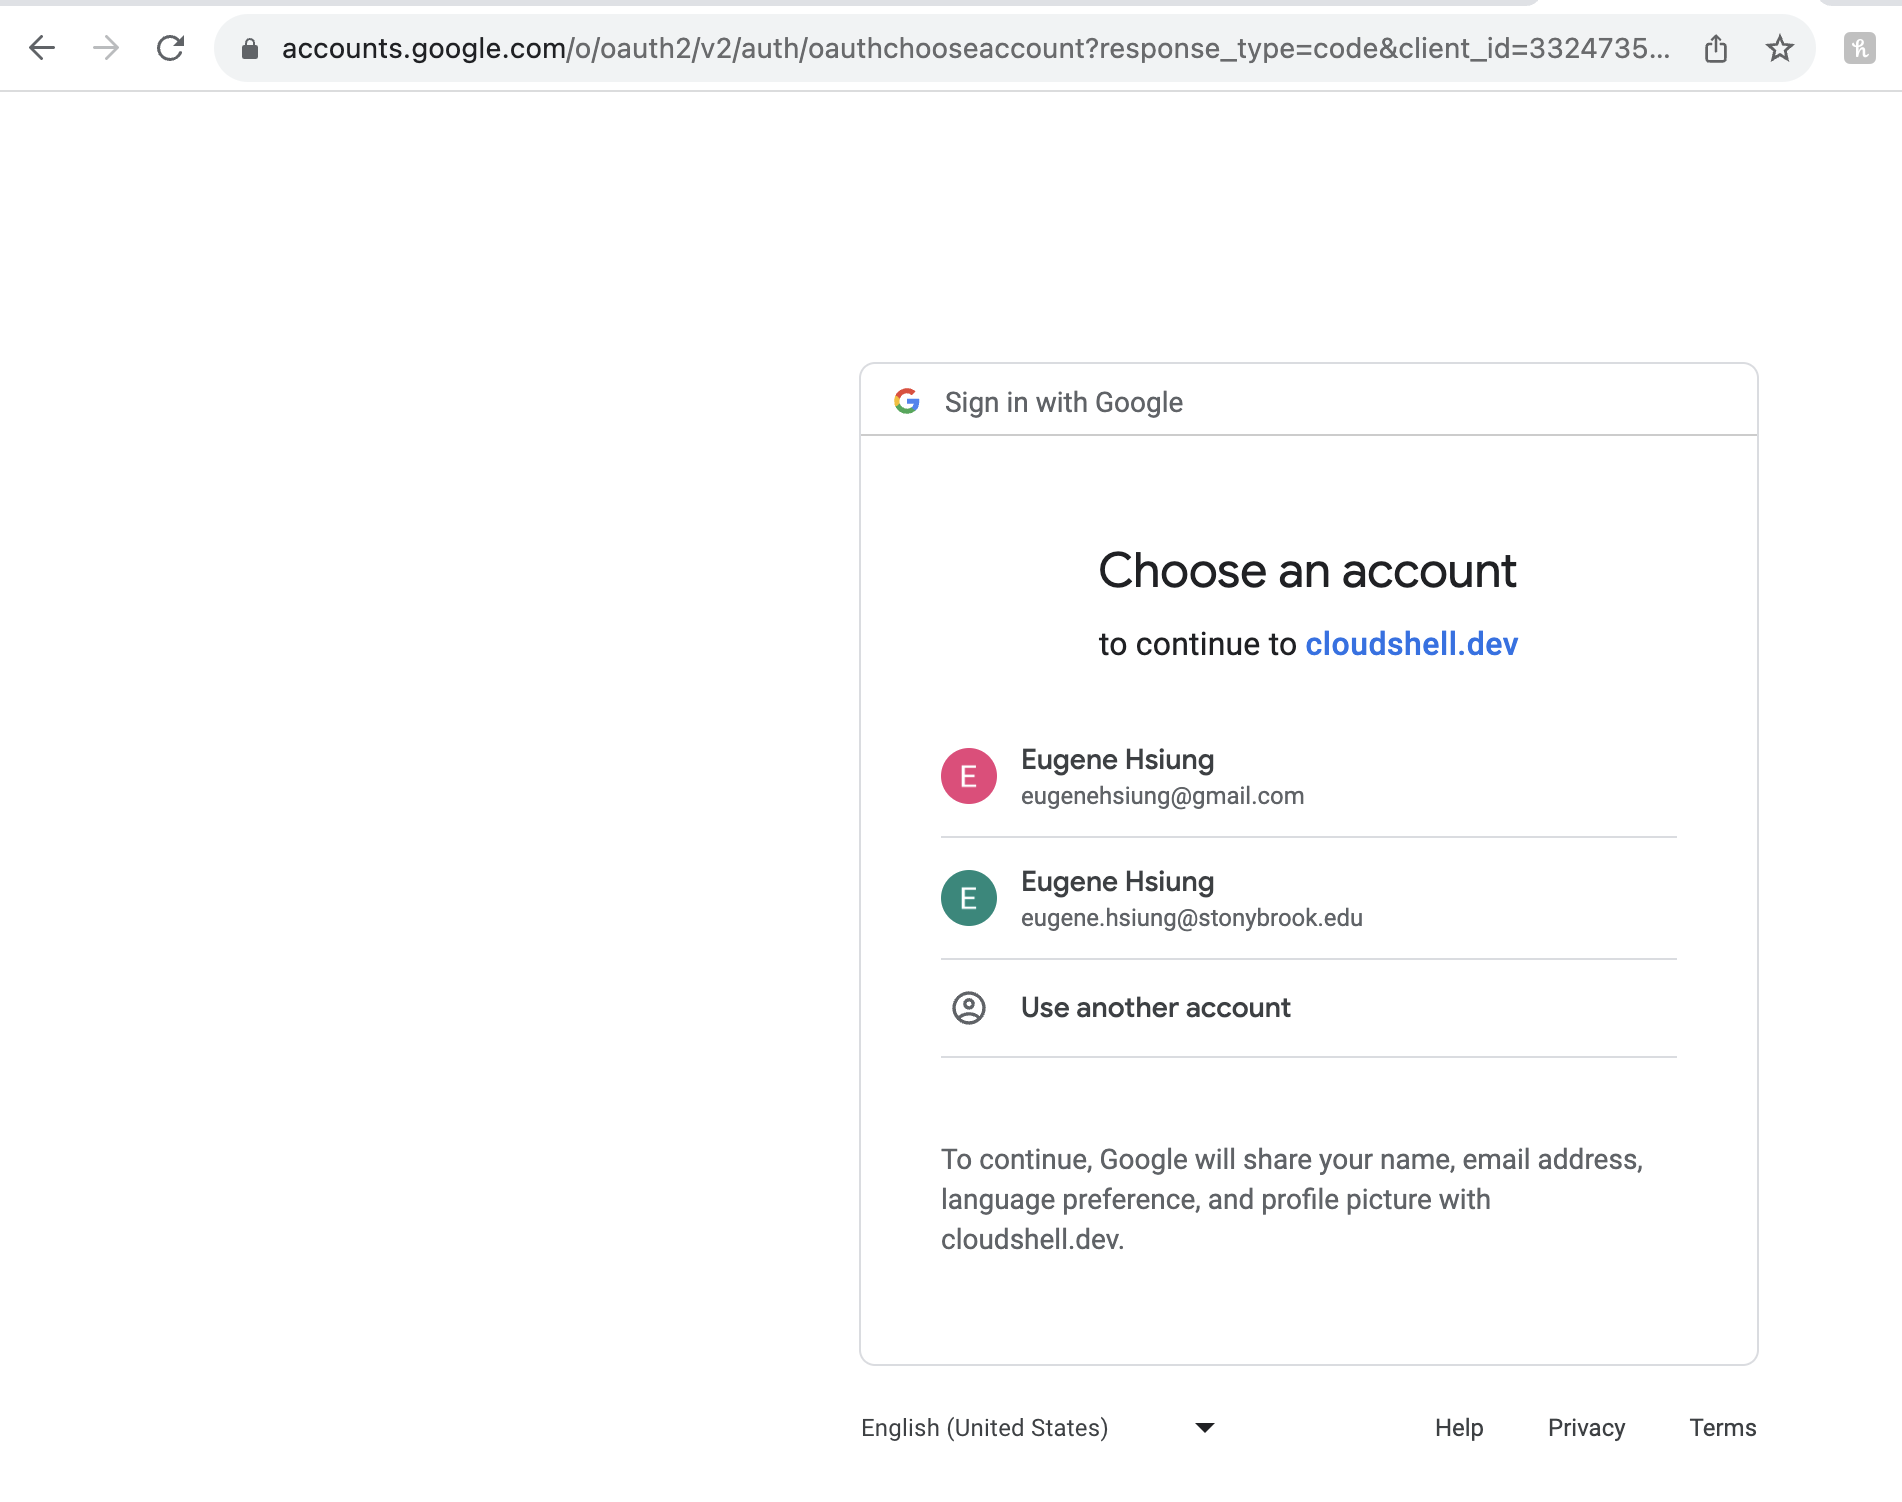 accounts.google.com/o/oauth2/v2/auth/oauthchooseaccount?response_type=code&client_id=3324735...
Sign in with Google
Choose an account
to continue to cloudshell.dev
E
Eugene Hsiung
eugenehsiung@gmail.com
E
Eugene Hsiung
eugene.hsiung@stonybrook.edu
Use another account
To continue, Google will share your name, email address,
language preference, and profile picture with
cloudshell.dev.
English (United States)
Help
Privacy
Terms